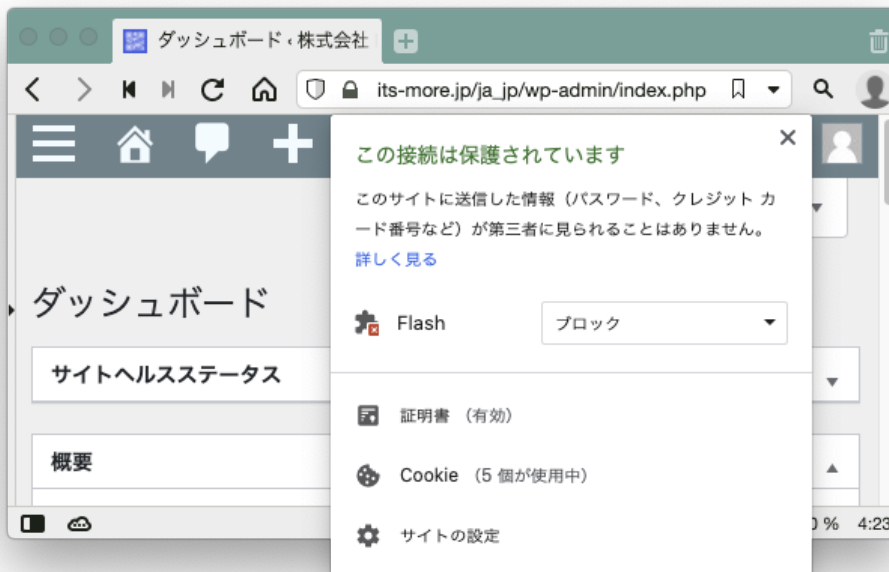 ダッシュボード ‹ 株式会社
its-more.jp/ja_jp/wp-admin/index.php
この接続は保護されています
このサイトに送信した情報（パスワード、クレジット カ
ード番号など）が第三者に見られることはありません。
詳しく見る
ダッシュボード
Flash
ブロック
サイトヘルスステータス
証明書 （有効）
概要
Cookie （5 個が使用中）
サイトの設定
0 % 4:23